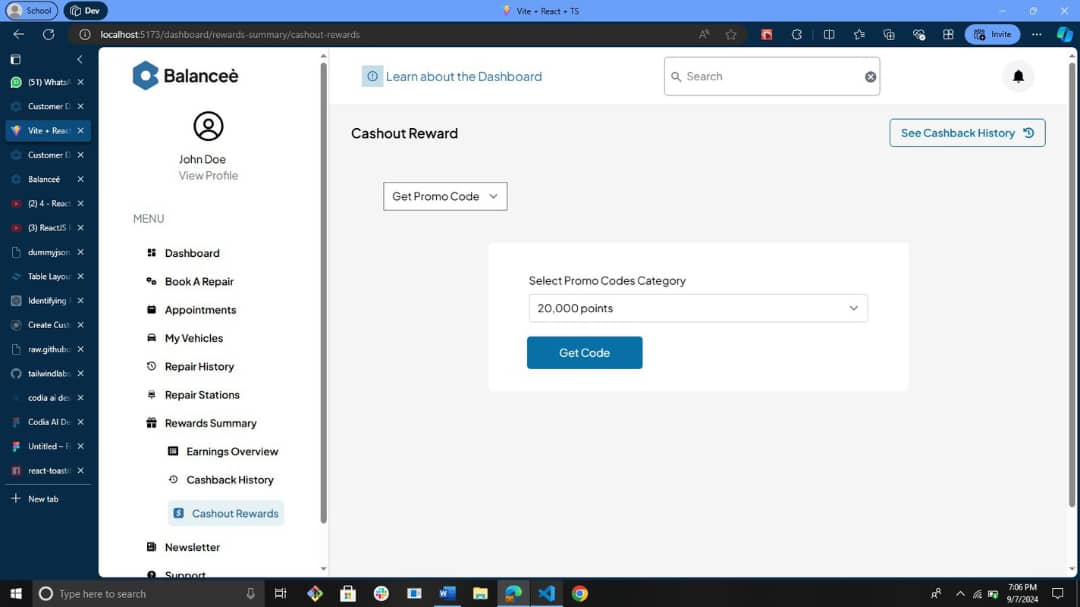 School
Dev
Vite + React + TS
localhost:5173/dashboard/rewards-summary/cashout-rewards
Invite
(51) Whats
Customer D
Vite + Reac
Customer D
Balanceè
(2) 4 - Reac
(3) ReactJS
dummyjson
Table Layou
Identifying
Create Cust
raw.githubu
tailwindlabs
codia ai des
Codia AI De
Untitled – F
react-toasti
New tab
Balanceè
John Doe
View Profile
MENU
Dashboard
Book A Repair
Appointments
My Vehicles
Repair History
Repair Stations
Rewards Summary
Earnings Overview
Cashback History
Cashout Rewards
Newsletter
Support
Learn about the Dashboard
Search
Cashout Reward
See Cashback History
Get Promo Code
Select Promo Codes Category
20,000 points
Get Code
Type here to search
7:06 PM
9/7/2024